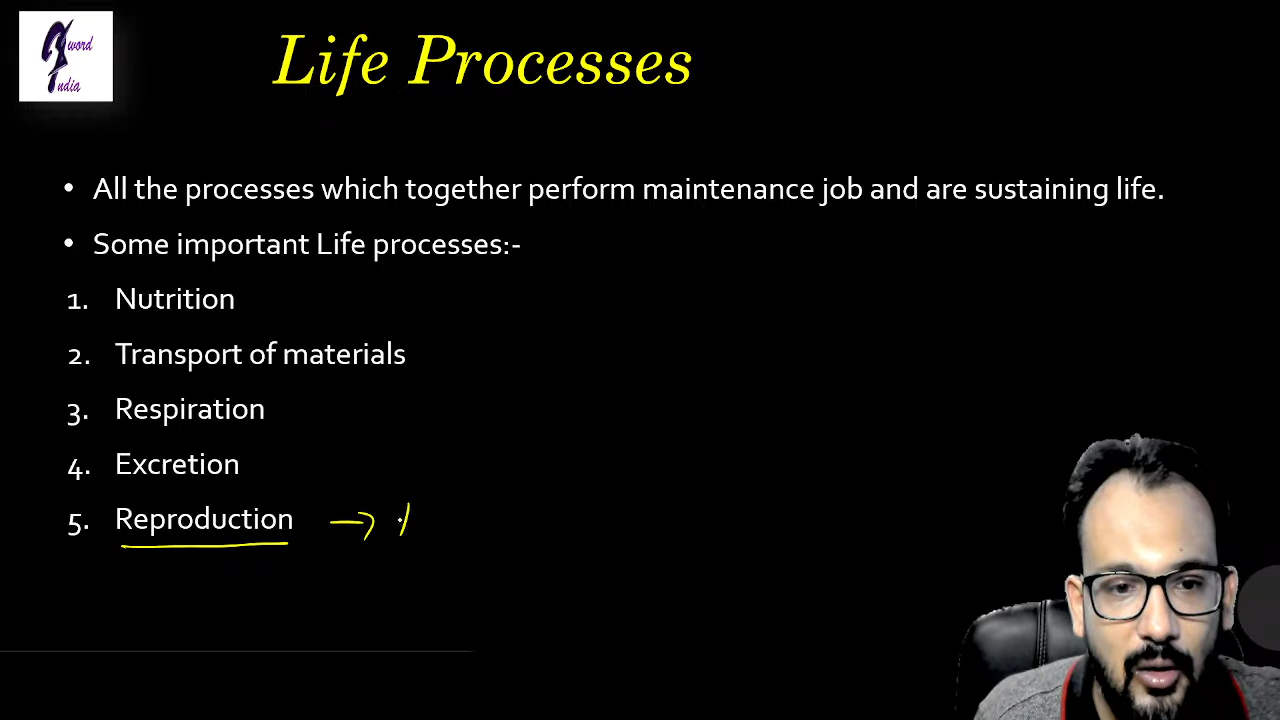 word
ndia
Life Processes
• All the processes which together perform maintenance job and are sustaining life.
• Some important Life processes:-
1. Nutrition
2. Transport of materials
3. Respiration
4. Excretion
5. Reproduction →